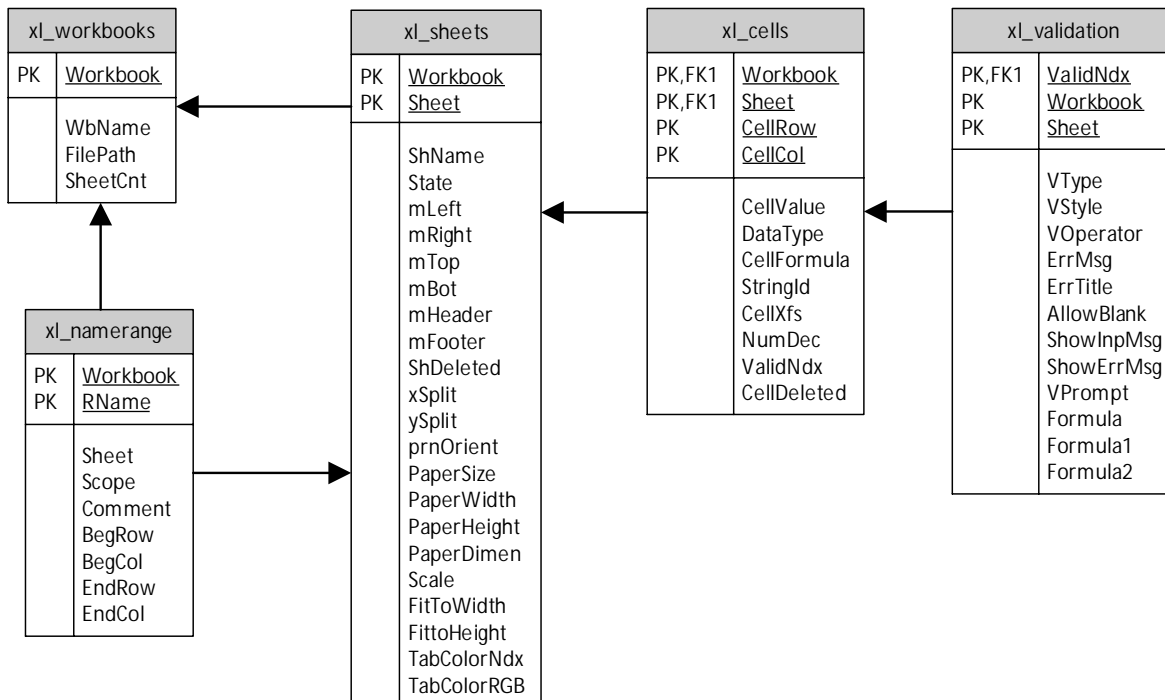 xl_workbooks
PK Workbook
WbName
FilePath
SheetCnt
xl_namerange
PK Workbook
PK RName
Sheet
Scope
Comment
BegRow
BegCol
EndRow
EndCol
xl_sheets
PK Workbook
PK Sheet
ShName
State
mLeft
mRight
mTop
mBot
mHeader
mFooter
ShDeleted
xSplit
ySplit
prnOrient
PaperSize
PaperWidth
PaperHeight
PaperDimen
Scale
FitToWidth
FittoHeight
TabColorNdx
TabColorRGB
xl_cells
PK,FK1 Workbook
PK,FK1 Sheet
PK CellRow
PK CellCol
CellValue
DataType
CellFormula
StringId
CellXfs
NumDec
ValidNdx
CellDeleted
xl_validation
PK,FK1 ValidNdx
PK Workbook
PK Sheet
VType
VStyle
VOperator
ErrMsg
ErrTitle
AllowBlank
ShowInpMsg
ShowErrMsg
VPrompt
Formula
Formula1
Formula2